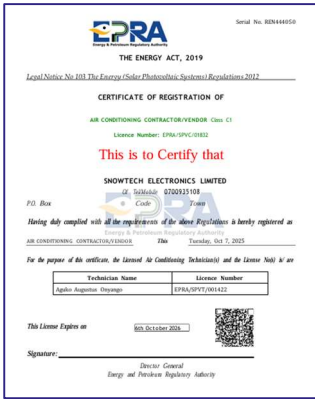 Serial No. REN444050
EPRA
Energy & Petroleum Regulatory Authority
THE ENERGY ACT, 2019
Legal Notice No 103 The Energy (Solar Photovoltaic Systems) Regulations 2012
CERTIFICATE OF REGISTRATION OF
AIR CONDITIONING CONTRACTOR/VENDOR Class C1
Licence Number: EPRA/SPVC/01832
This is to Certify that
SNOWTECH ELECTRONICS LIMITED
Of Tel/Mobile 0700935108
P.O. Box Code Town
EPRA
Having duly complied with all the requirements of the above Regulations is hereby registered as
Energy & Petroleum Regulatory Authority
AIR CONDITIONING CONTRACTOR/VENDOR This Tuesday, Oct 7, 2025
For the purpose of this certificate, the Licensed Air Conditioning Technician(s) and the License No(s) is/ are
Technician Name Licence Number
Aguko Augustus Onyango EPRA/SPVT/001422
This License Expires on 6th October 2026
Signature:
Director General
Energy and Petroleum Regulatory Authority